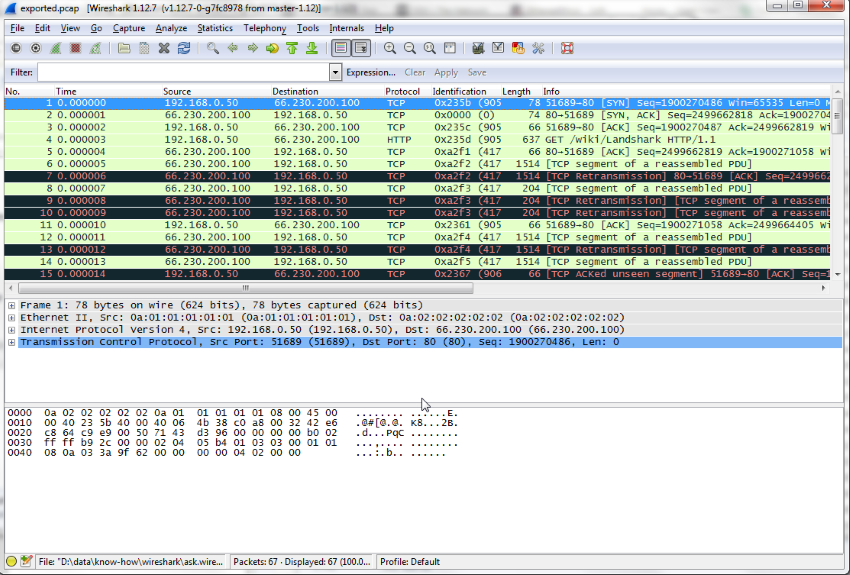 exported.pcap [Wireshark 1.12.7 (v1.12.7-0-g7fc8978 from master-1.12)]
File Edit View Go Capture Analyze Statistics Telephony Tools Internals Help
Filter: Expression... Clear Apply Save
No. Time Source Destination Protocol Identification Length Info
1 0.000000 192.168.0.50 66.230.200.100 TCP 0x235b (905 78 51689→80 [SYN] Seq=1900270486 Win=65535 Len=0 M
2 0.000001 66.230.200.100 192.168.0.50 TCP 0x0000 (0) 74 80→51689 [SYN, ACK] Seq=2499662818 Ack=19002704
3 0.000002 192.168.0.50 66.230.200.100 TCP 0x235c (905 66 51689→80 [ACK] Seq=1900270487 Ack=2499662819 Wi
4 0.000003 192.168.0.50 66.230.200.100 HTTP 0x235d (905 637 GET /wiki/Landshark HTTP/1.1
5 0.000004 66.230.200.100 192.168.0.50 TCP 0xa2f1 (417 66 80→51689 [ACK] Seq=2499662819 Ack=1900271058 Wi
6 0.000005 66.230.200.100 192.168.0.50 TCP 0xa2f2 (417 1514 [TCP segment of a reassembled PDU]
7 0.000006 66.230.200.100 192.168.0.50 TCP 0xa2f2 (417 1514 [TCP Retransmission] 80→51689 [ACK] Seq=2499662
8 0.000007 66.230.200.100 192.168.0.50 TCP 0xa2f3 (417 204 [TCP segment of a reassembled PDU]
9 0.000008 66.230.200.100 192.168.0.50 TCP 0xa2f3 (417 204 [TCP Retransmission] [TCP segment of a reassemb
10 0.000009 66.230.200.100 192.168.0.50 TCP 0xa2f3 (417 204 [TCP Retransmission] [TCP segment of a reassemb
11 0.000010 192.168.0.50 66.230.200.100 TCP 0x2361 (905 66 51689→80 [ACK] Seq=1900271058 Ack=2499664405 Wi
12 0.000011 66.230.200.100 192.168.0.50 TCP 0xa2f4 (417 1514 [TCP segment of a reassembled PDU]
13 0.000012 66.230.200.100 192.168.0.50 TCP 0xa2f4 (417 1514 [TCP Retransmission] [TCP segment of a reassemb
14 0.000013 66.230.200.100 192.168.0.50 TCP 0xa2f5 (417 1514 [TCP segment of a reassembled PDU]
15 0.000014 192.168.0.50 66.230.200.100 TCP 0x2367 (906 66 [TCP ACKed unseen segment] 51689→80 [ACK] Seq=1
Frame 1: 78 bytes on wire (624 bits), 78 bytes captured (624 bits)
Ethernet II, Src: 0a:01:01:01:01:01 (0a:01:01:01:01:01), Dst: 0a:02:02:02:02:02 (0a:02:02:02:02:02)
Internet Protocol Version 4, Src: 192.168.0.50 (192.168.0.50), Dst: 66.230.200.100 (66.230.200.100)
Transmission Control Protocol, Src Port: 51689 (51689), Dst Port: 80 (80), Seq: 1900270486, Len: 0
0000 0a 02 02 02 02 02 0a 01 01 01 01 01 08 00 45 00 ........ ......E.
0010 00 40 23 5b 40 00 40 06 4b 38 c0 a8 00 32 42 e6 .@#[@.@. K8...2B.
0020 c8 64 c9 e9 00 50 71 43 d3 96 00 00 00 00 b0 02 .d...PqC ........
0030 ff ff b9 2c 00 00 02 04 05 b4 01 03 03 00 01 01 ...,.... ........
0040 08 0a 03 3a 9f 62 00 00 00 00 04 02 00 00 ...:.b.. ......
File: "D:\data\know-how\wireshark\ask.wire... Packets: 67 · Displayed: 67 (100.0... Profile: Default